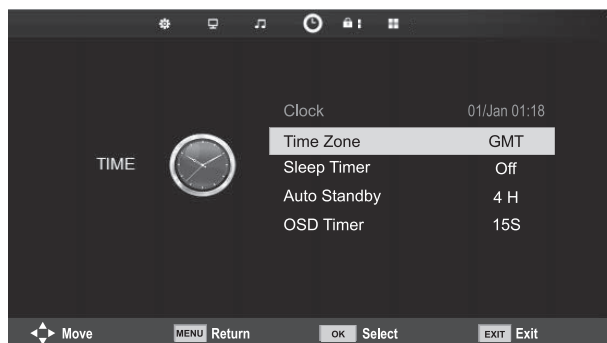 Clock 01/Jan 01:18
Time Zone GMT
TIME
Sleep Timer Off
Auto Standby 4 H
OSD Timer 15S
Move MENU Return OK Select EXIT Exit